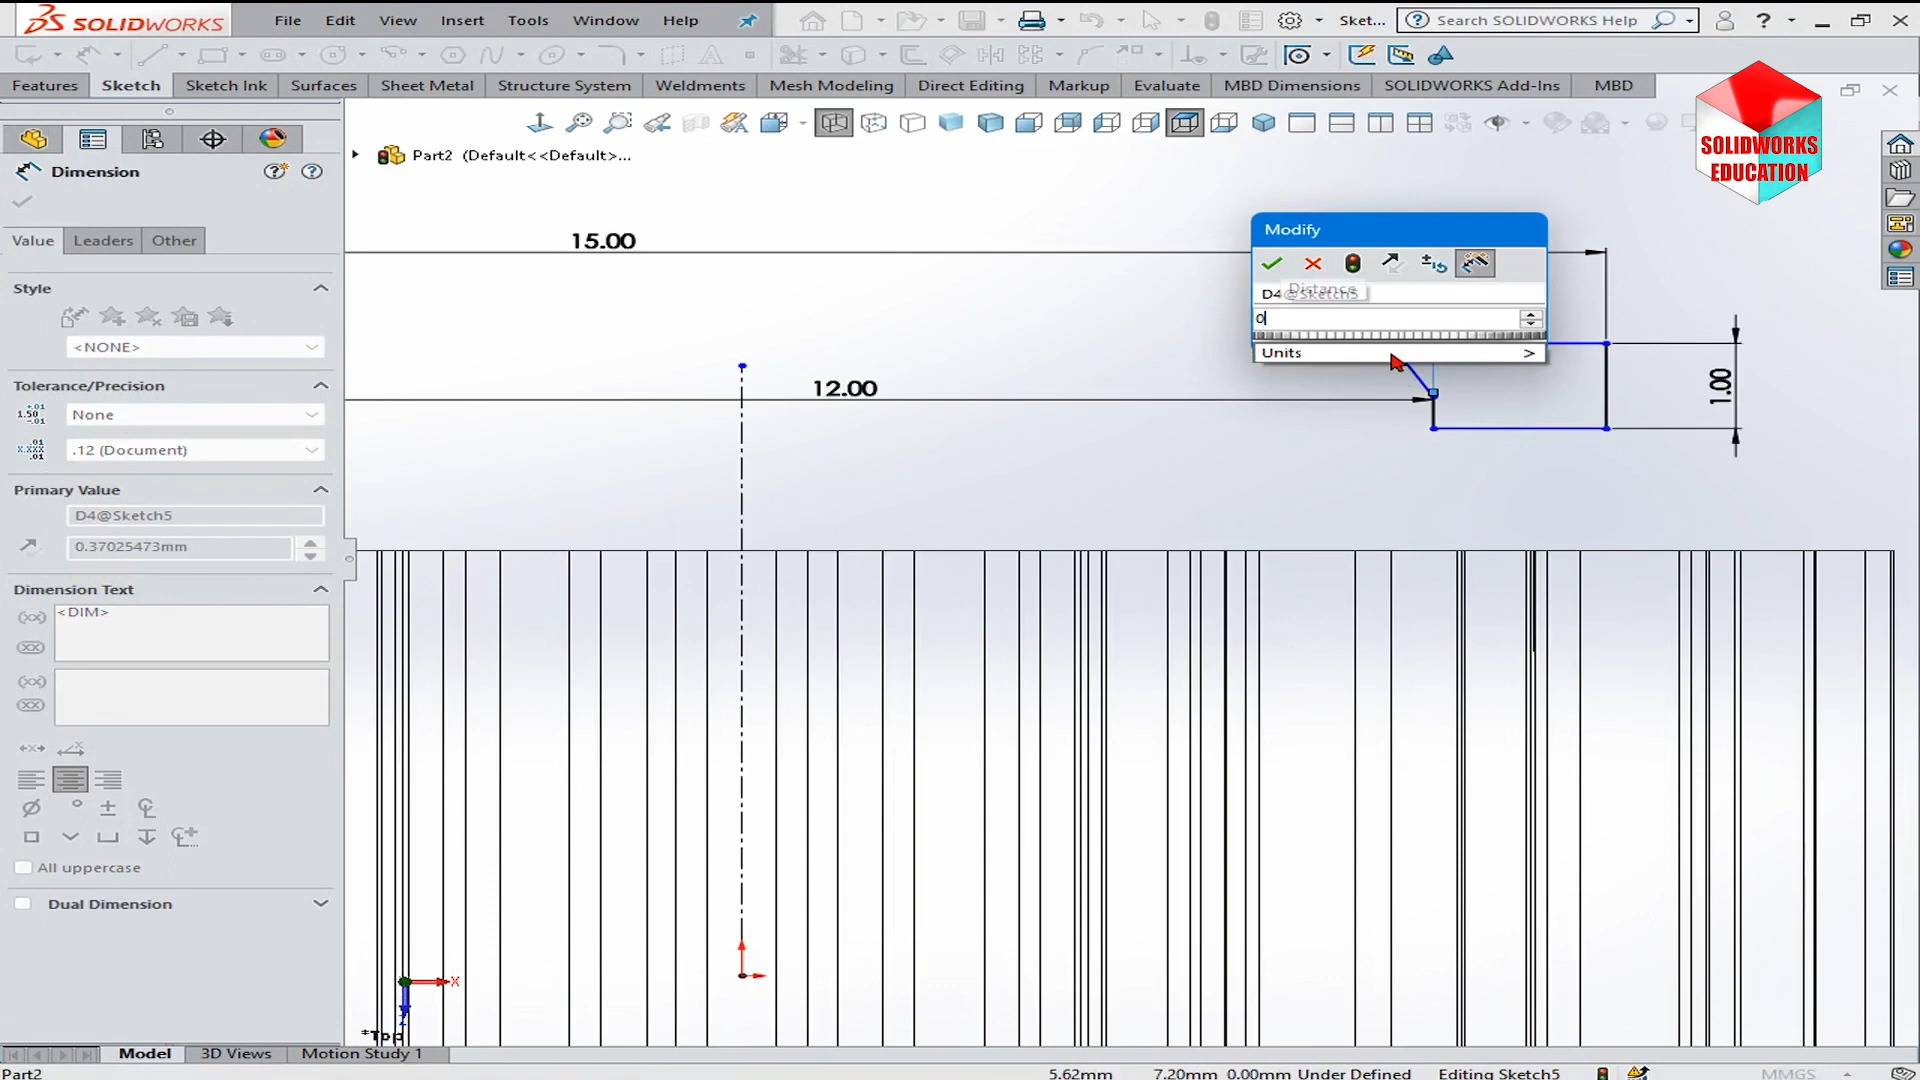 SOLIDWORKS
File Edit View Insert Tools Window Help
Sket...
Search SOLIDWORKS Help
Features Sketch Sketch Ink Surfaces Sheet Metal Structure System Weldments Mesh Modeling Direct Editing Markup Evaluate MBD Dimensions SOLIDWORKS Add-Ins MBD
SOLIDWORKS
EDUCATION
Part2 (Default<<Default>...
Dimension
Value Leaders Other
Style
<NONE>
Tolerance/Precision
None
.12 (Document)
Primary Value
D4@Sketch5
0.37025473mm
Dimension Text
<DIM>
All uppercase
Dual Dimension
15.00
12.00
1.00
Modify
Distance
D4@Sketch5
0
Units >
X
*Top
Model 3D Views Motion Study 1
Part2
5.62mm 7.20mm 0.00mm Under Defined Editing Sketch5
MMGS